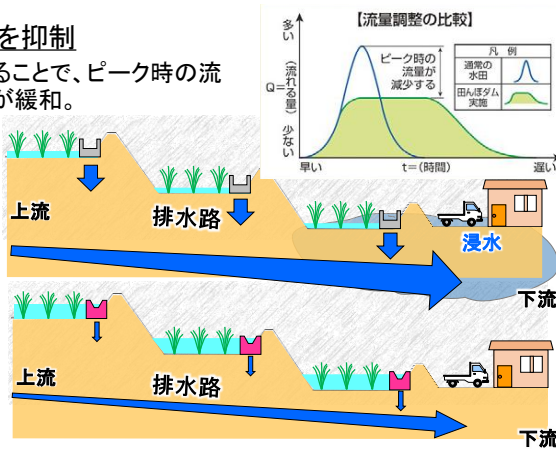 を抑制
ることで、ピーク時の流
が緩和。
【流量調整の比較】
多い
Q=(流れる量)
少ない
ピーク時の
流量が
減少する
凡 例
通常の
水田
田んぼダム
実施
早い
t=(時間)
遅い
上流
排水路
浸水
下流
上流
排水路
下流